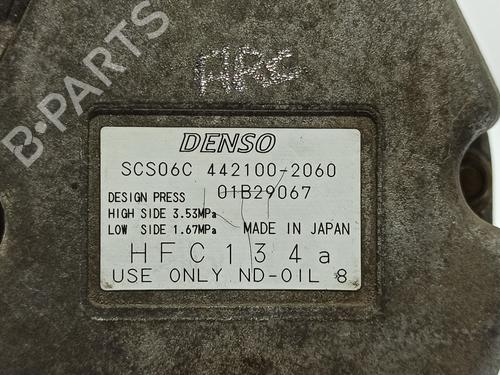 B-PARTS
ARC
DENSO
SCS06C 442100-2060
01B29067
DESIGN PRESS
HIGH SIDE 3.53MPa
LOW SIDE 1.67MPa MADE IN JAPAN
HFC134a
USE ONLY ND-OIL 8